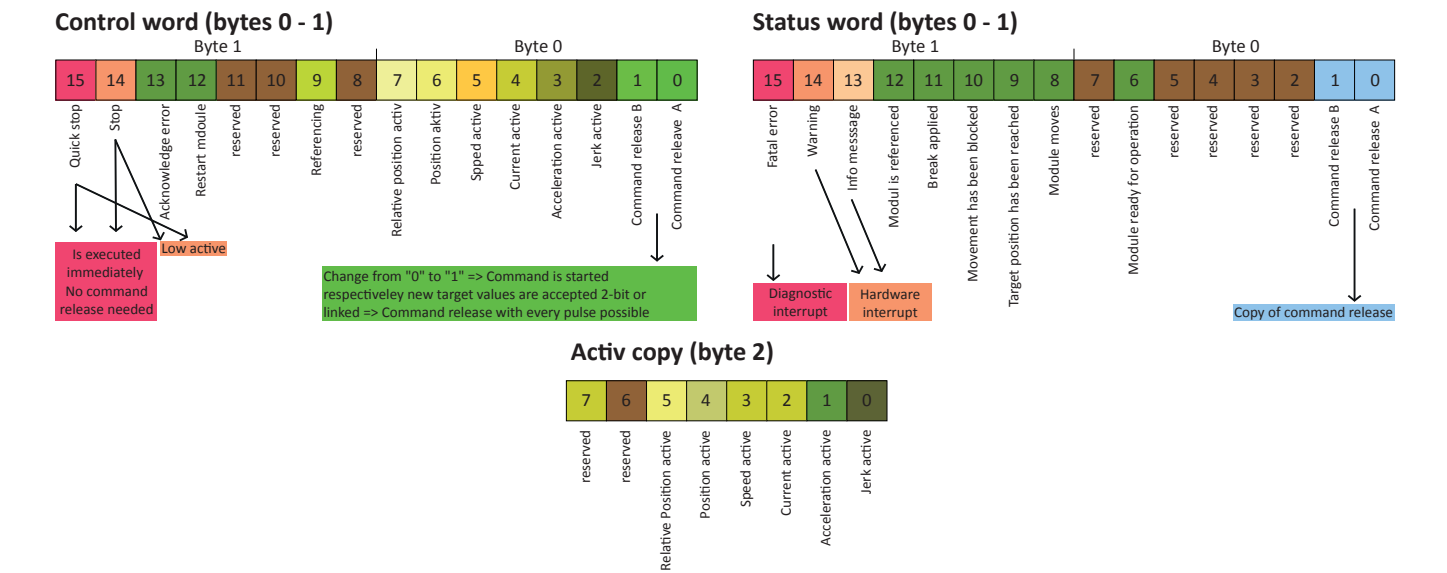 Control word (bytes 0 - 1)
Byte 1
Byte 0
15 14 13 12 11 10 9 8 7 6 5 4 3 2 1 0
Quick stop
Stop
Acknowledge error
Restart mdoule
reserved
reserved
Referencing
reserved
Relative position activ
Position aktiv
Spped active
Current active
Acceleration active
Jerk active
Command release B
Command releave A
Is executed
immediately
No command
release needed
Low active
Change from "0" to "1" => Command is started
respectiveley new target values are accepted 2-bit or
linked => Command release with every pulse possible
Status word (bytes 0 - 1)
Byte 1
Byte 0
15 14 13 12 11 10 9 8 7 6 5 4 3 2 1 0
Fatal error
Warning
Info messsage
Modul is referenced
Break applied
Movement has been blocked
Target position has been reached
Module moves
reserved
Module ready for operation
reserved
reserved
reserved
reserved
Command release B
Command release A
Diagnostic
interrupt
Hardware
interrupt
Copy of command release
Activ copy (byte 2)
7 6 5 4 3 2 1 0
reserved
reserved
Relative Position active
Position active
Speed active
Current active
Acceleration active
Jerk active